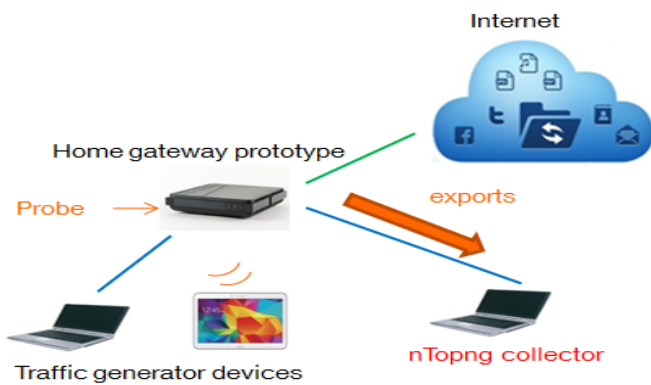 Internet
Home gateway prototype
Probe
exports
nTopng collector
Traffic generator devices